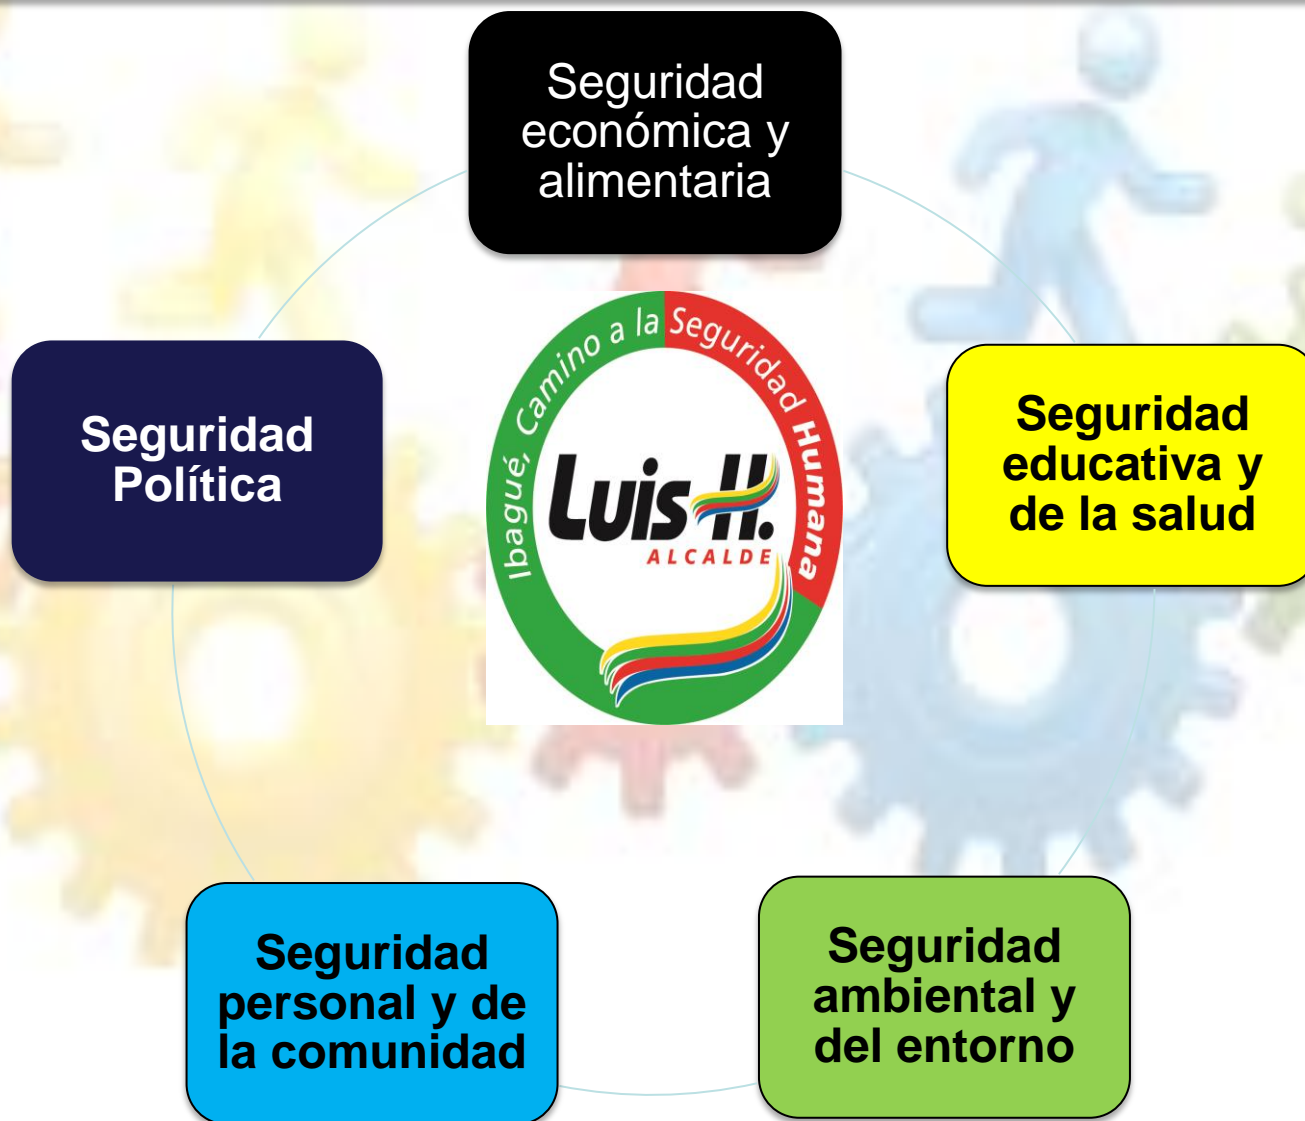 Seguridad
económica y
alimentaria
Ibagué, Camino a la Seguridad Humana
Luis H.
ALCALDE
Seguridad
Política
Seguridad
educativa y
de la salud
Seguridad
personal y de
la comunidad
Seguridad
ambiental y
del entorno